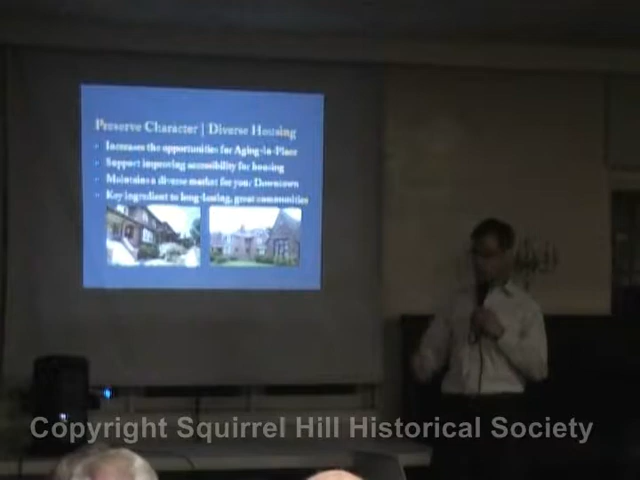 Preserve Character | Diverse Housing
Increases the opportunities for Aging-in-Place
Support improving accessibility for housing
Maintains a diverse market for your Downtown
Key ingredient to long-lasting, great communities
Copyright Squirrel Hill Historical Society